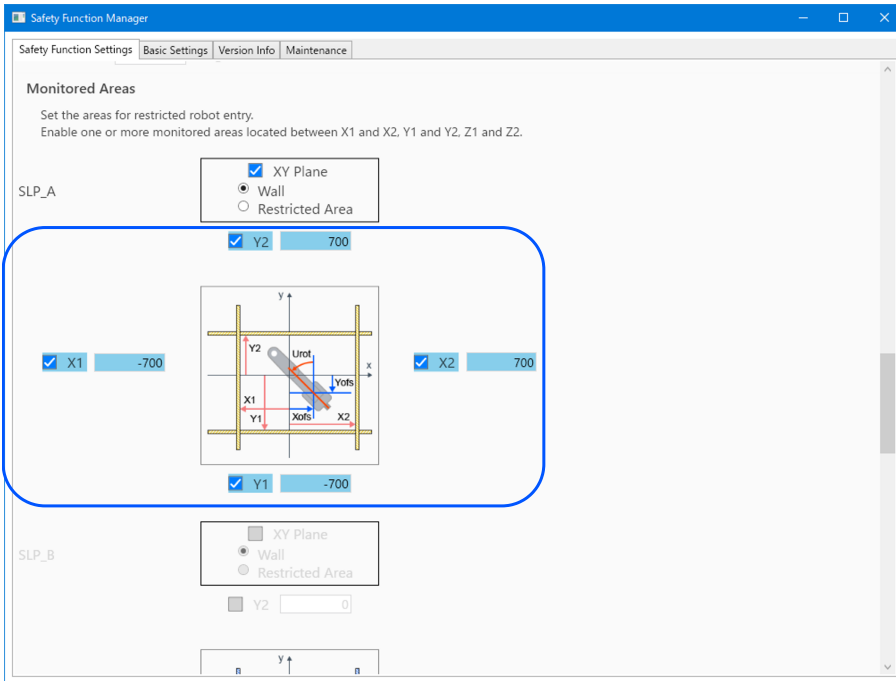 Safety Function Manager
Safety Function Settings Basic Settings Version Info Maintenance
Monitored Areas
Set the areas for restricted robot entry.
Enable one or more monitored areas located between X1 and X2, Y1 and Y2, Z1 and Z2.
SLP_A
XY Plane
Wall
Restricted Area
Y2 700
y
Y2 Urot
x
X1 -700
X2 700
Yofs
X1
Y1 Xofs X2
Y1 -700
SLP_B
XY Plane
Wall
Restricted Area
Y2 0
y